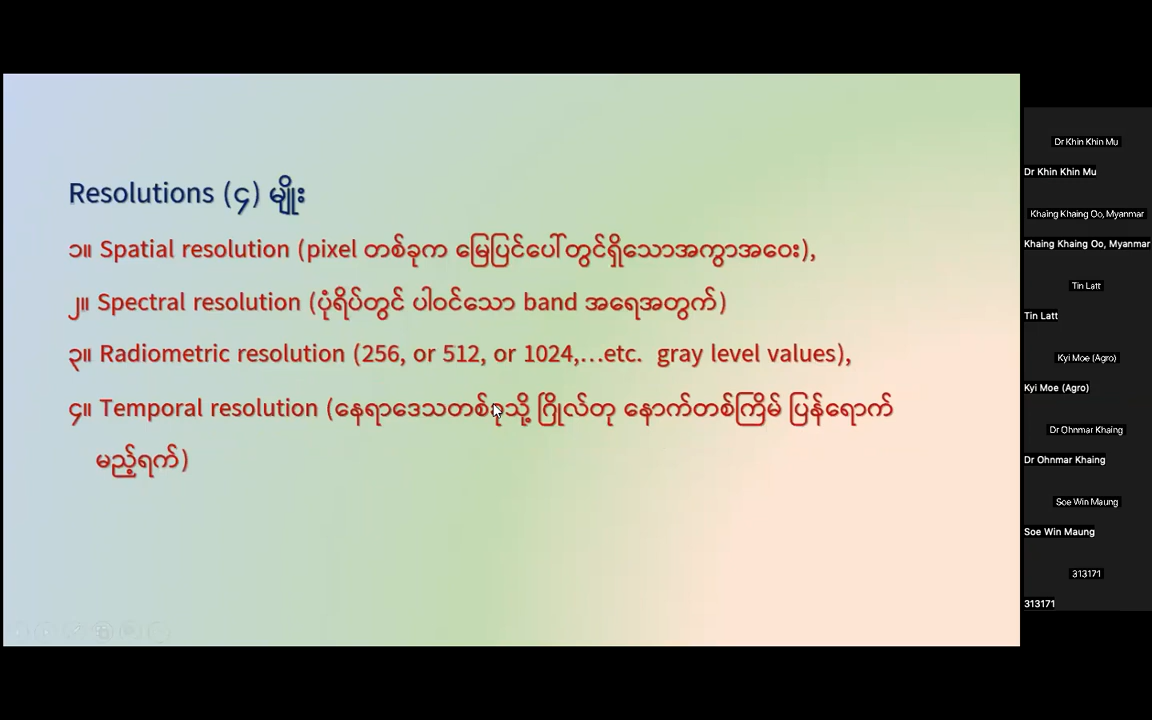 Resolutions (၄) မျိုး
၁။ Spatial resolution (pixel တစ်ခုက မြေပြင်ပေါ်တွင်ရှိသောအကွာအဝေး),
၂။ Spectral resolution (ပုံရိပ်တွင် ပါဝင်သော band အရေအတွက်)
၃။ Radiometric resolution (256, or 512, or 1024,...etc. gray level values),
၄။ Temporal resolution (နေရာဒေသတစ်ခုသို့ ဂြိုလ်တု နောက်တစ်ကြိမ် ပြန်ရောက်
မည့်ရက်)
Dr Khin Khin Mu
Dr Khin Khin Mu
Khaing Khaing Oo, Myanmar
Khaing Khaing Oo, Myanmar
Tin Latt
Tin Latt
Kyi Moe (Agro)
Kyi Moe (Agro)
Dr Ohnmar Khaing
Dr Ohnmar Khaing
Soe Win Maung
Soe Win Maung
313171
313171